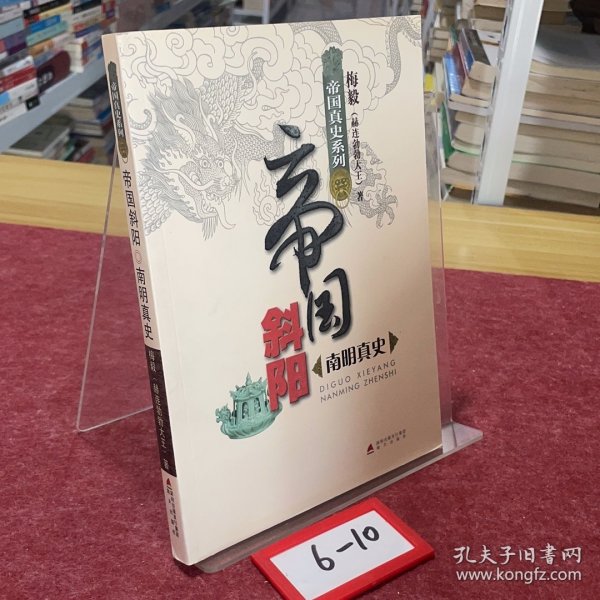 帝国真史系列
帝国斜阳
南明真史
梅毅（赫连勃勃大王）著
帝国真史系列
梅毅
（赫连勃勃大王）著
帝国
斜阳
南明真史
DIGUO XIEYANG
NANMING ZHENSHI
6-10
孔夫子旧书网
www.kongfz.com